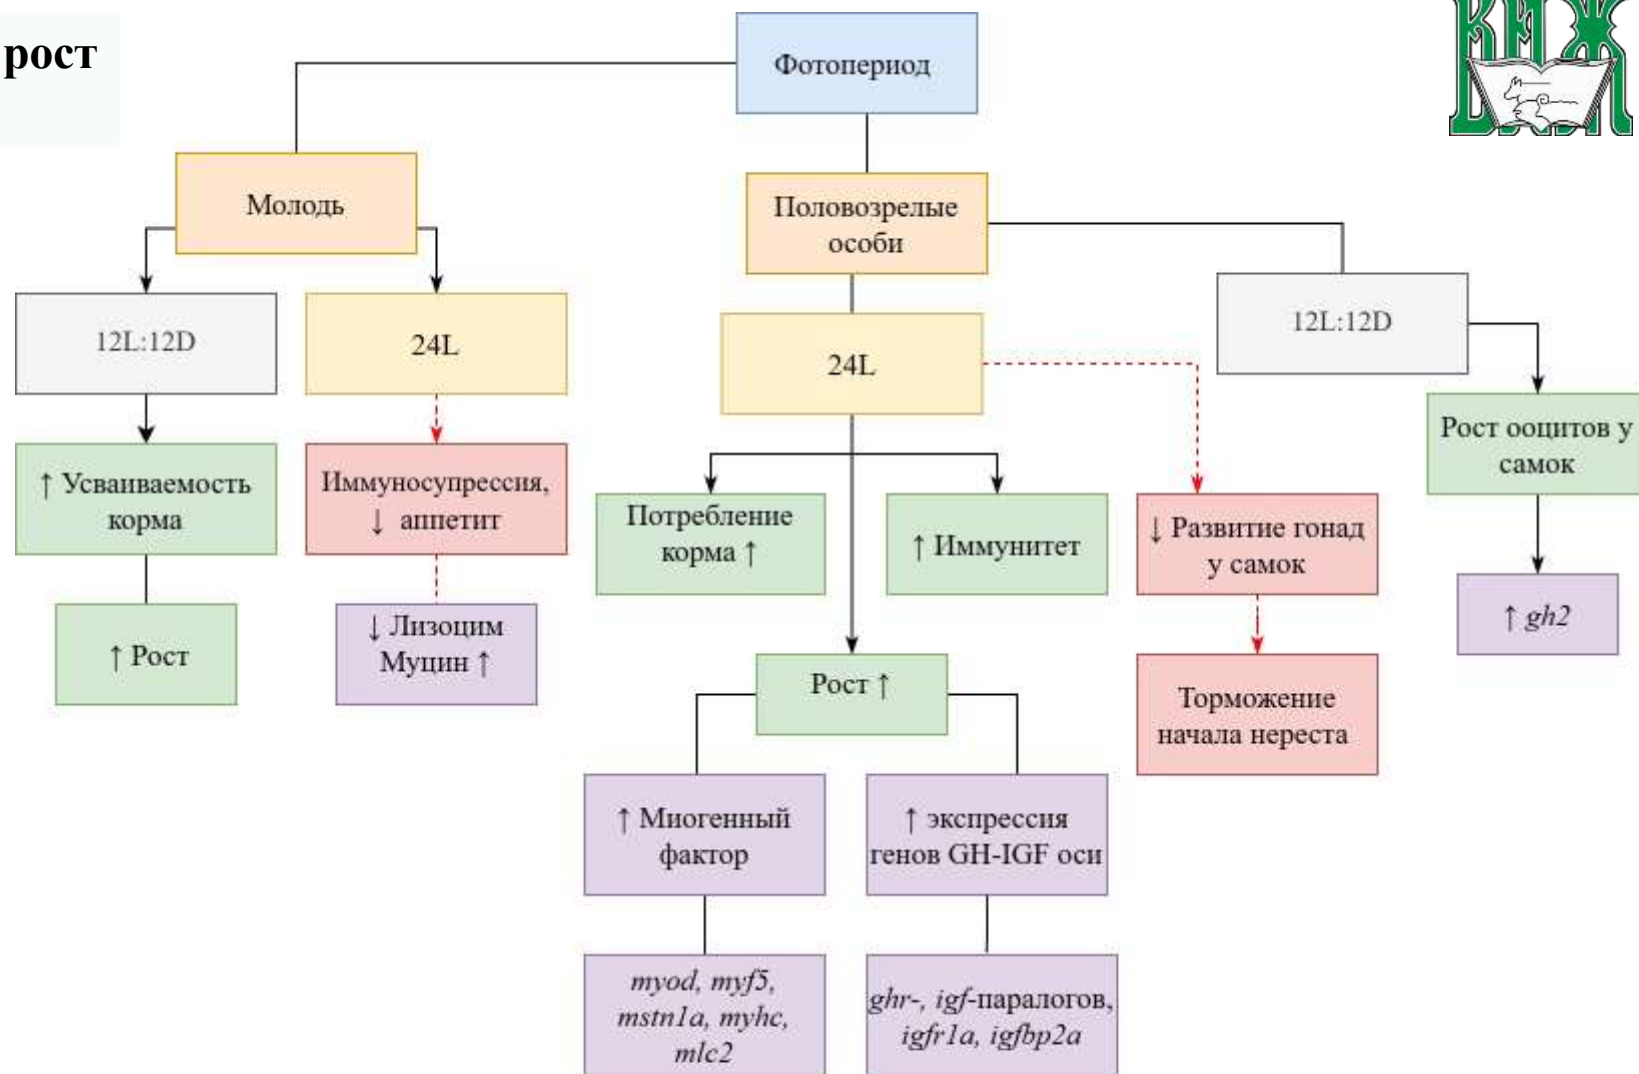 рост
Фотопериод
Молодь
Половозрелые
особи
12L:12D
24L
24L
12L:12D
↑ Усваиваемость
корма
Иммуносупрессия,
↓ аппетит
Потребление
корма ↑
↑ Иммунитет
↓ Развитие гонад
у самок
Рост ооцитов у
самок
↑ Рост
↓ Лизоцим
Муцин ↑
Рост ↑
Торможение
начала нереста
↑ gh2
↑ Миогенный
фактор
↑ экспрессия
генов GH-IGF оси
myod, myf5,
mstn1a, myhc,
mlc2
ghr-, igf-паралогов,
igfr1a, igfbp2a